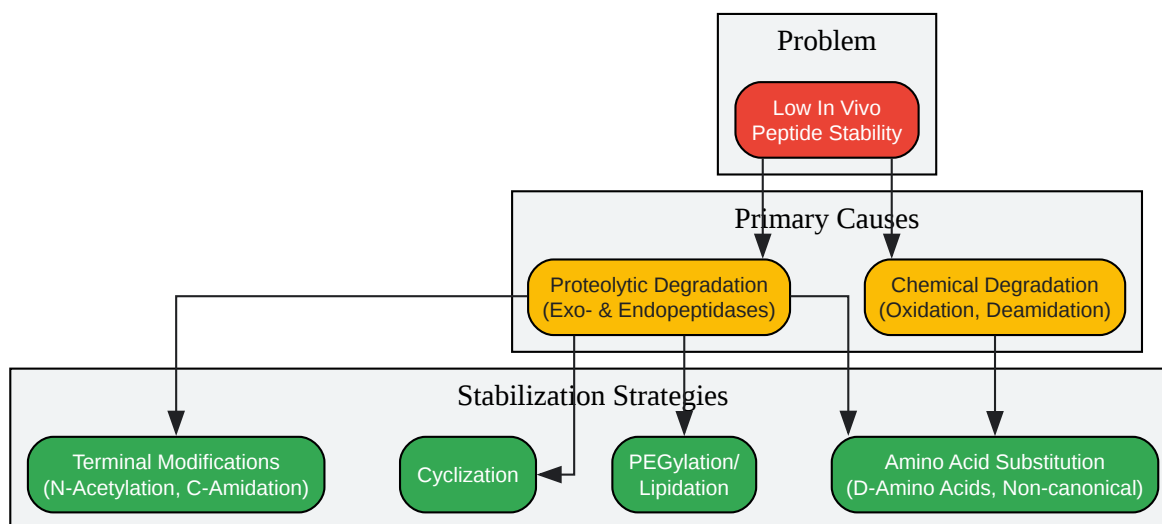 Problem
Low In Vivo
Peptide Stability
Primary Causes
Proteolytic Degradation
(Exo- & Endopeptidases)
Chemical Degradation
(Oxidation, Deamidation)
Stabilization Strategies
Terminal Modifications
(N-Acetylation, C-Amidation)
Cyclization
PEGylation/
Lipidation
Amino Acid Substitution
(D-Amino Acids, Non-canonical)